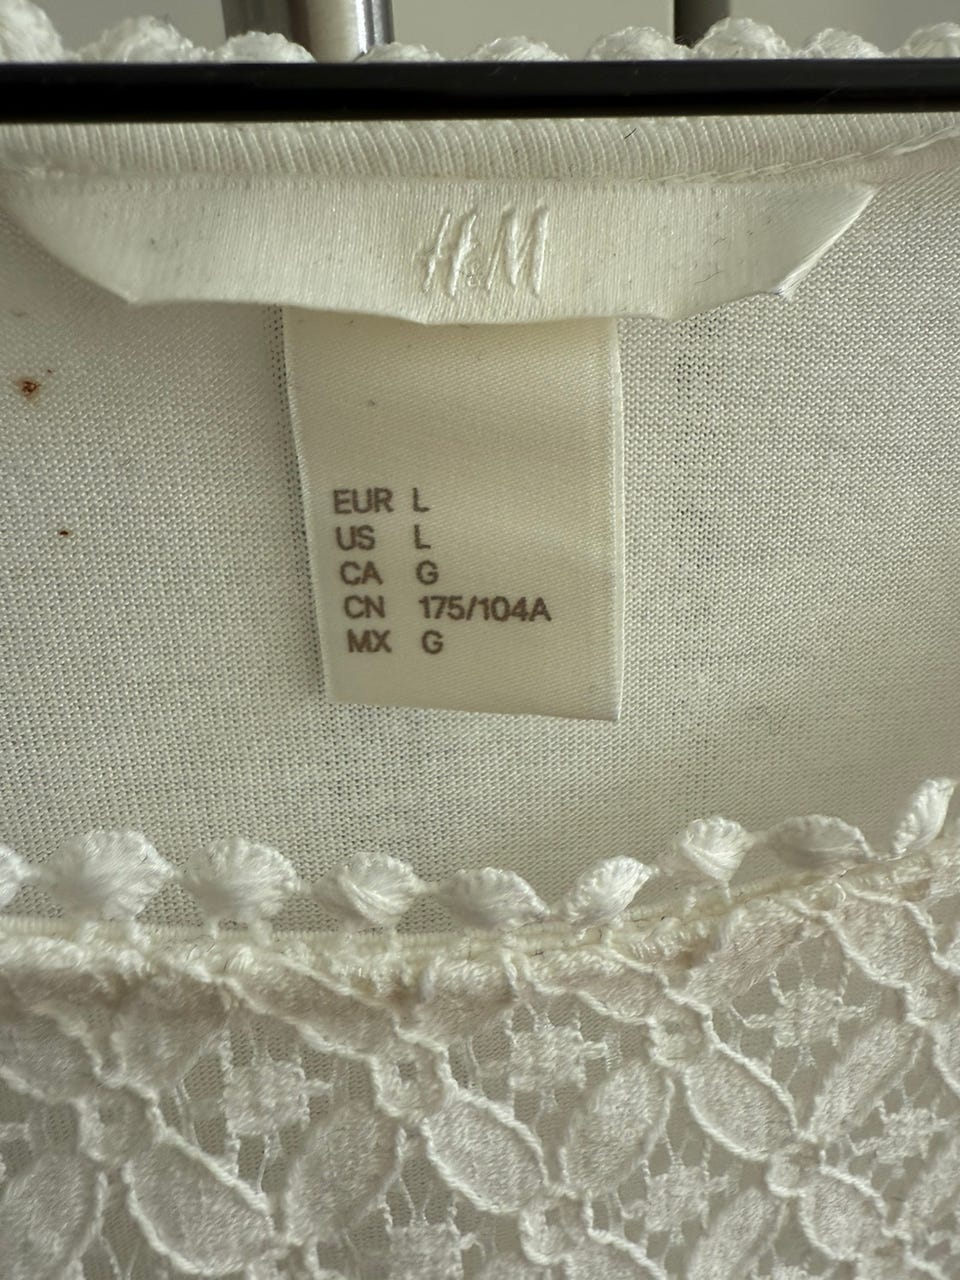 H&M
EUR L
US L
CA G
CN 175/104A
MX G